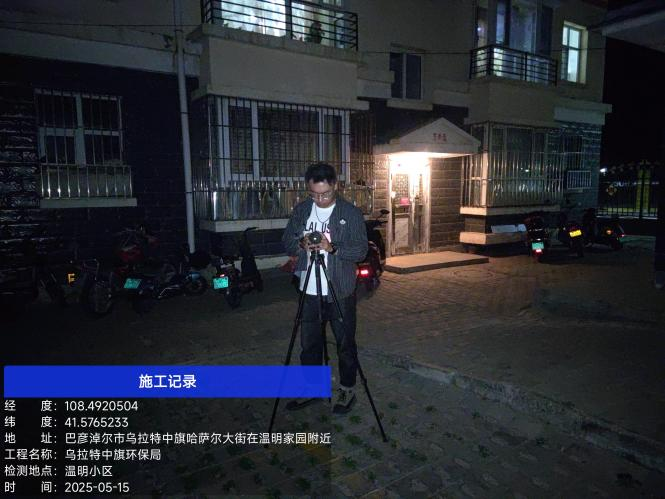 施工记录
经 度: 108.4920504
纬 度: 41.5765233
地 址: 巴彦淖尔市乌拉特中旗哈萨尔大街在温明家园附近
工程名称: 乌拉特中旗环保局
检测地点: 温明小区
时 间: 2025-05-15